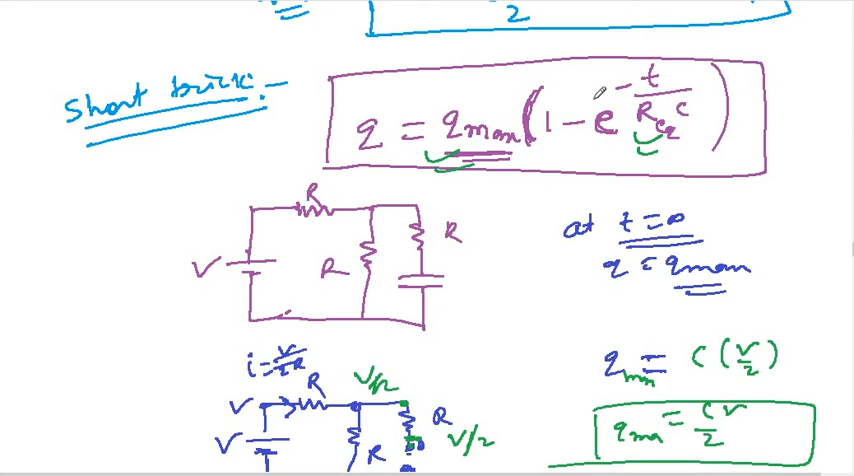 2
Short trick:-
q = qmax (1 - e^(-t/(Req C)))
R
V
R
R
at t = ∞
q = qmax
i = V/2R
R
V/2
qmax = C (V/2)
V
R
V
R
V/2
qmax = CV/2